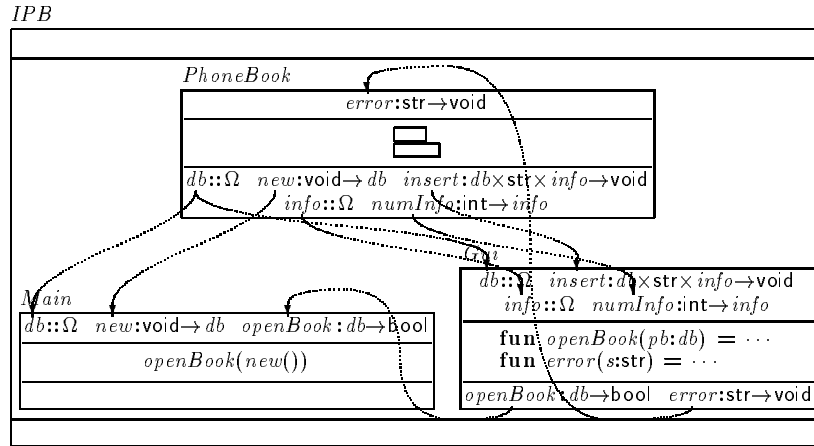 IPB
PhoneBook
error:str→void
db::Ω new:void→db insert:db×str×info→void
info::Ω numInfo:int→info
Gui
db::Ω insert:db×str×info→void
info::Ω numInfo:int→info
fun openBook(pb:db) = ···
fun error(s:str) = ···
openBook:db→bool error:str→void
Main
db::Ω new:void→db openBook:db→bool
openBook(new())